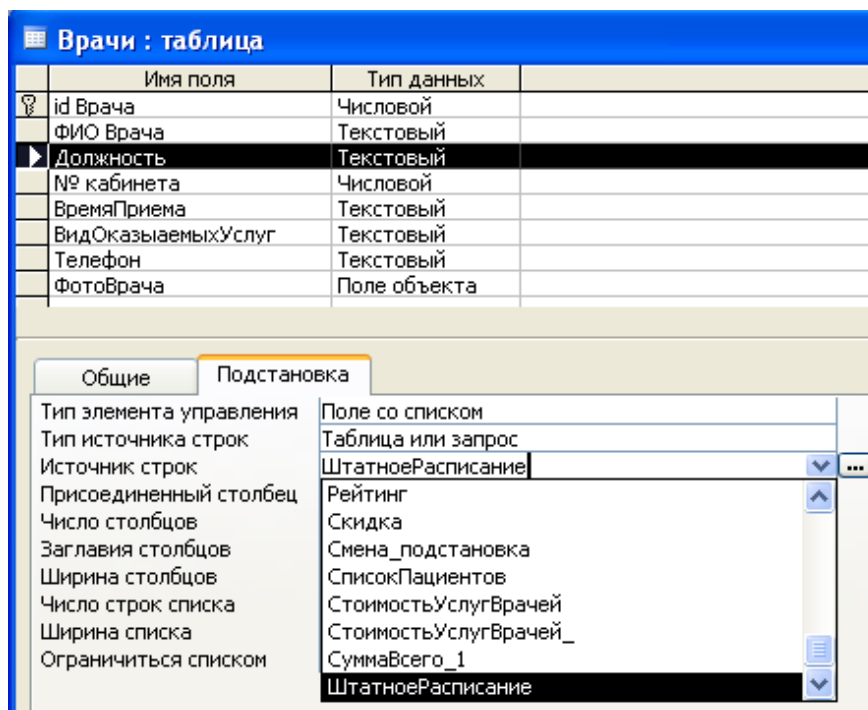 Врачи : таблица
Имя поля Тип данных
id Врача Числовой
ФИО Врача Текстовый
Должность Текстовый
№ кабинета Числовой
ВремяПриема Текстовый
ВидОказыаемыхУслуг Текстовый
Телефон Текстовый
ФотоВрача Поле объекта
Общие Подстановка
Тип элемента управления Поле со списком
Тип источника строк Таблица или запрос
Источник строк ШтатноеРасписание ...
Присоединенный столбец Рейтинг
Число столбцов Скидка
Заглавия столбцов Смена_подстановка
Ширина столбцов СписокПациентов
Число строк списка СтоимостьУслугВрачей
Ширина списка СтоимостьУслугВрачей_
Ограничиться списком СуммаВсего_1
ШтатноеРасписание